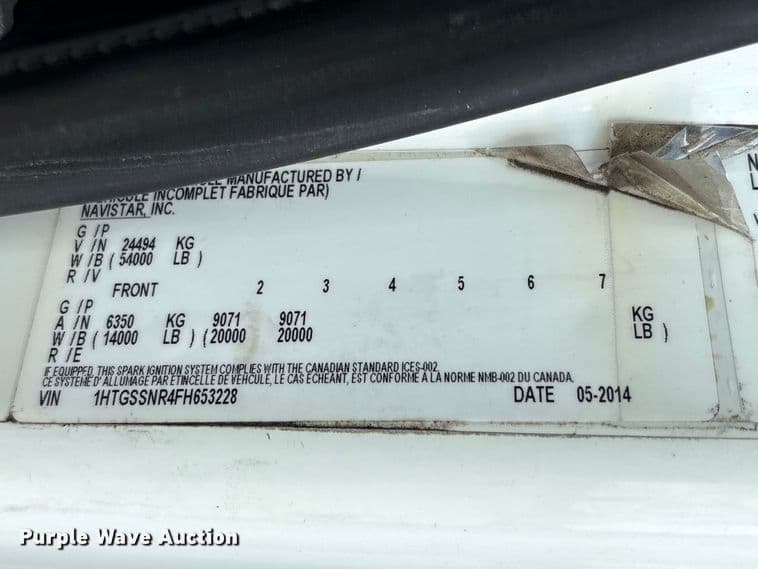 MANUFACTURED BY /
INCOMPLET FABRIQUE PAR)
NAVISTAR, INC.
G / P
V / N 24494 KG
W / B ( 54000 LB )
R / V
FRONT 2 3 4 5 6 7
G / P
A / N 6350 KG 9071 9071 KG
W / B ( 14000 LB ) ( 20000 20000 LB )
R / E
IF EQUIPPED, THIS SPARK IGNITION SYSTEM COMPLIES WITH THE CANADIAN STANDARD ICES-002
CE SYSTEME D'ALLUMAGE PAR ETINCELLE DE VEHICULE, LE CAS ECHEANT, EST CONFORME A LA NORME NMB-002 DU CANADA.
VIN 1HTGSSNR4FH653228 DATE 05-2014
Purple Wave Auction